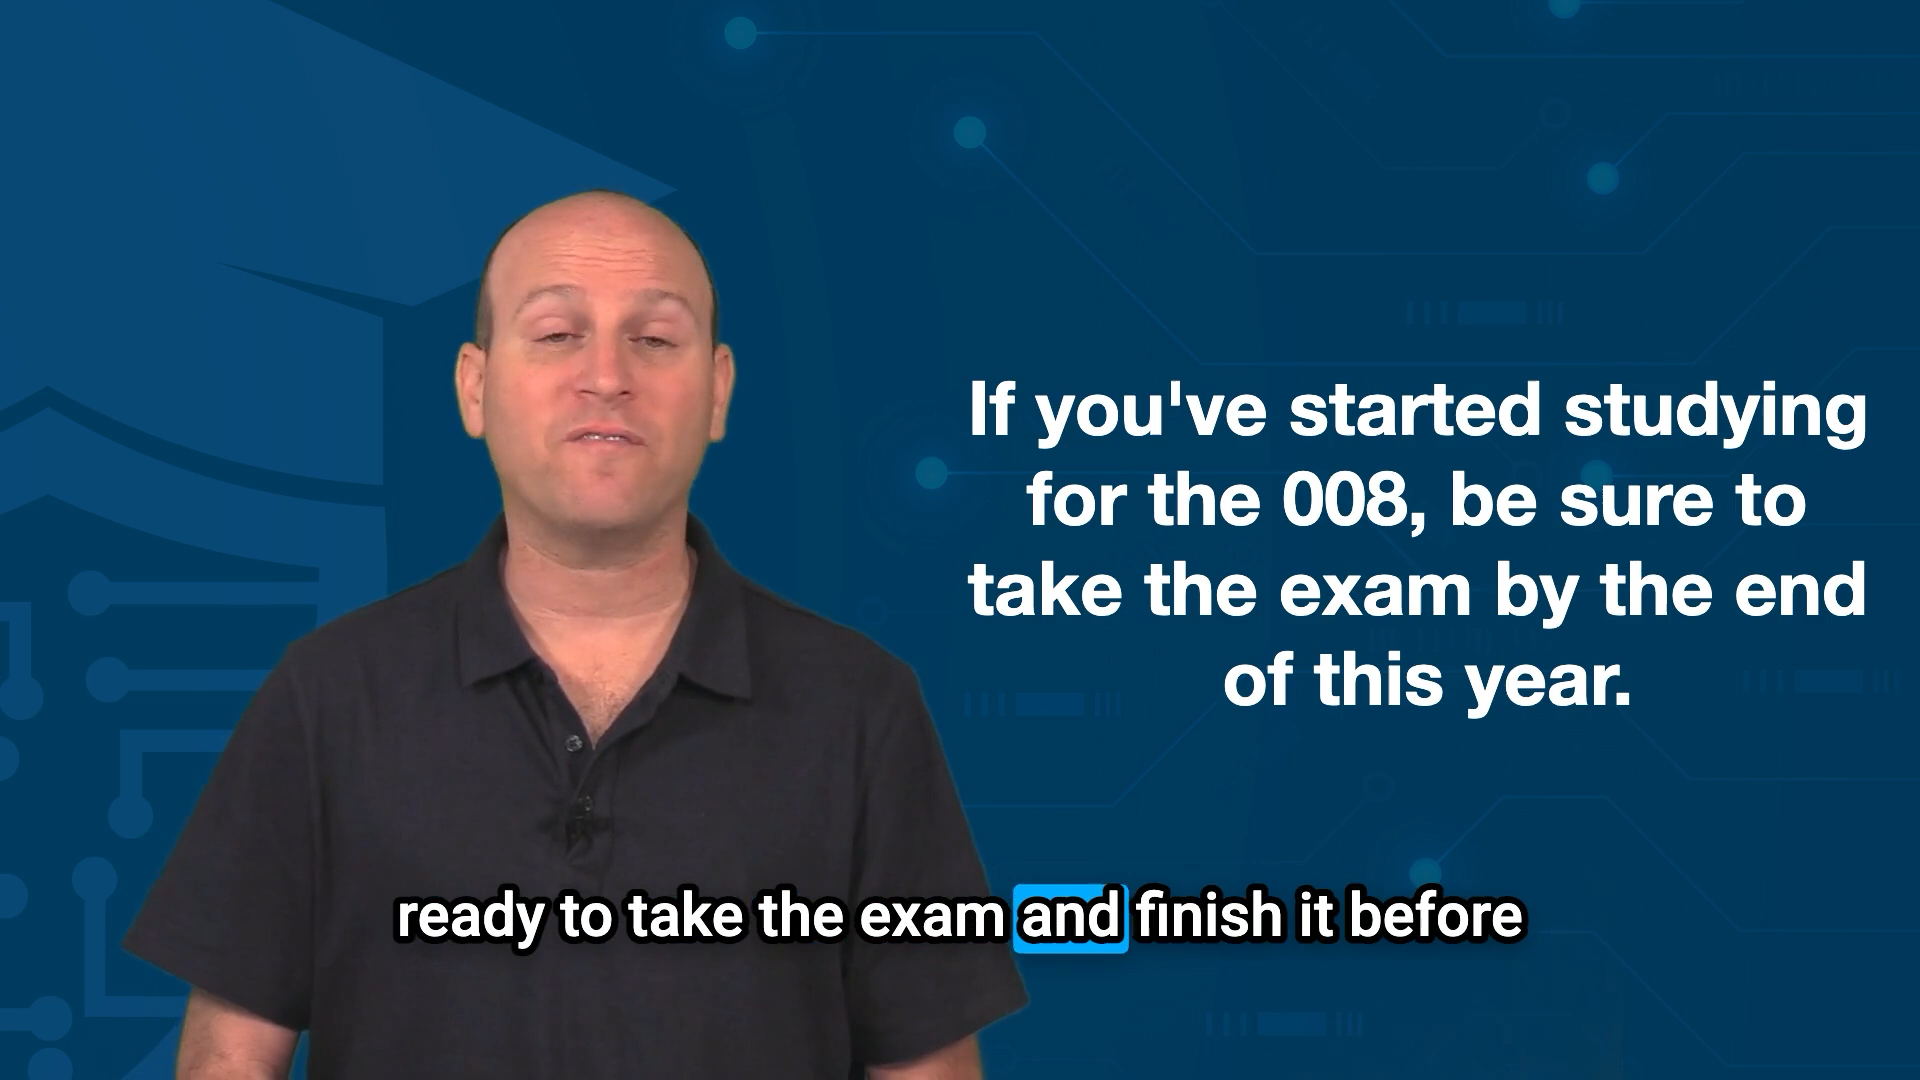 If you've started studying
for the 008, be sure to
take the exam by the end
of this year.
ready to take the exam and finish it before